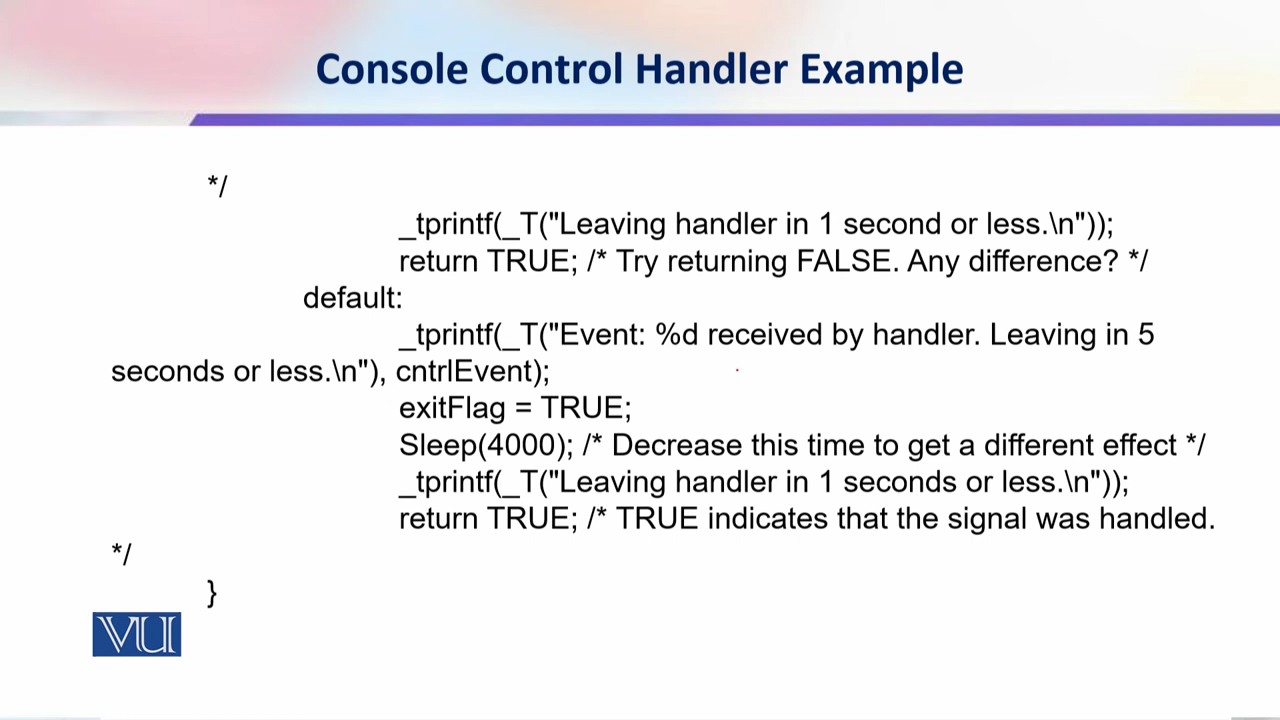 Console Control Handler Example
*/
_tprintf(_T("Leaving handler in 1 second or less.\n"));
return TRUE; /* Try returning FALSE. Any difference? */
default:
_tprintf(_T("Event: %d received by handler. Leaving in 5
seconds or less.\n"), cntrlEvent);
exitFlag = TRUE;
Sleep(4000); /* Decrease this time to get a different effect */
_tprintf(_T("Leaving handler in 1 seconds or less.\n"));
return TRUE; /* TRUE indicates that the signal was handled.
*/
}
VU